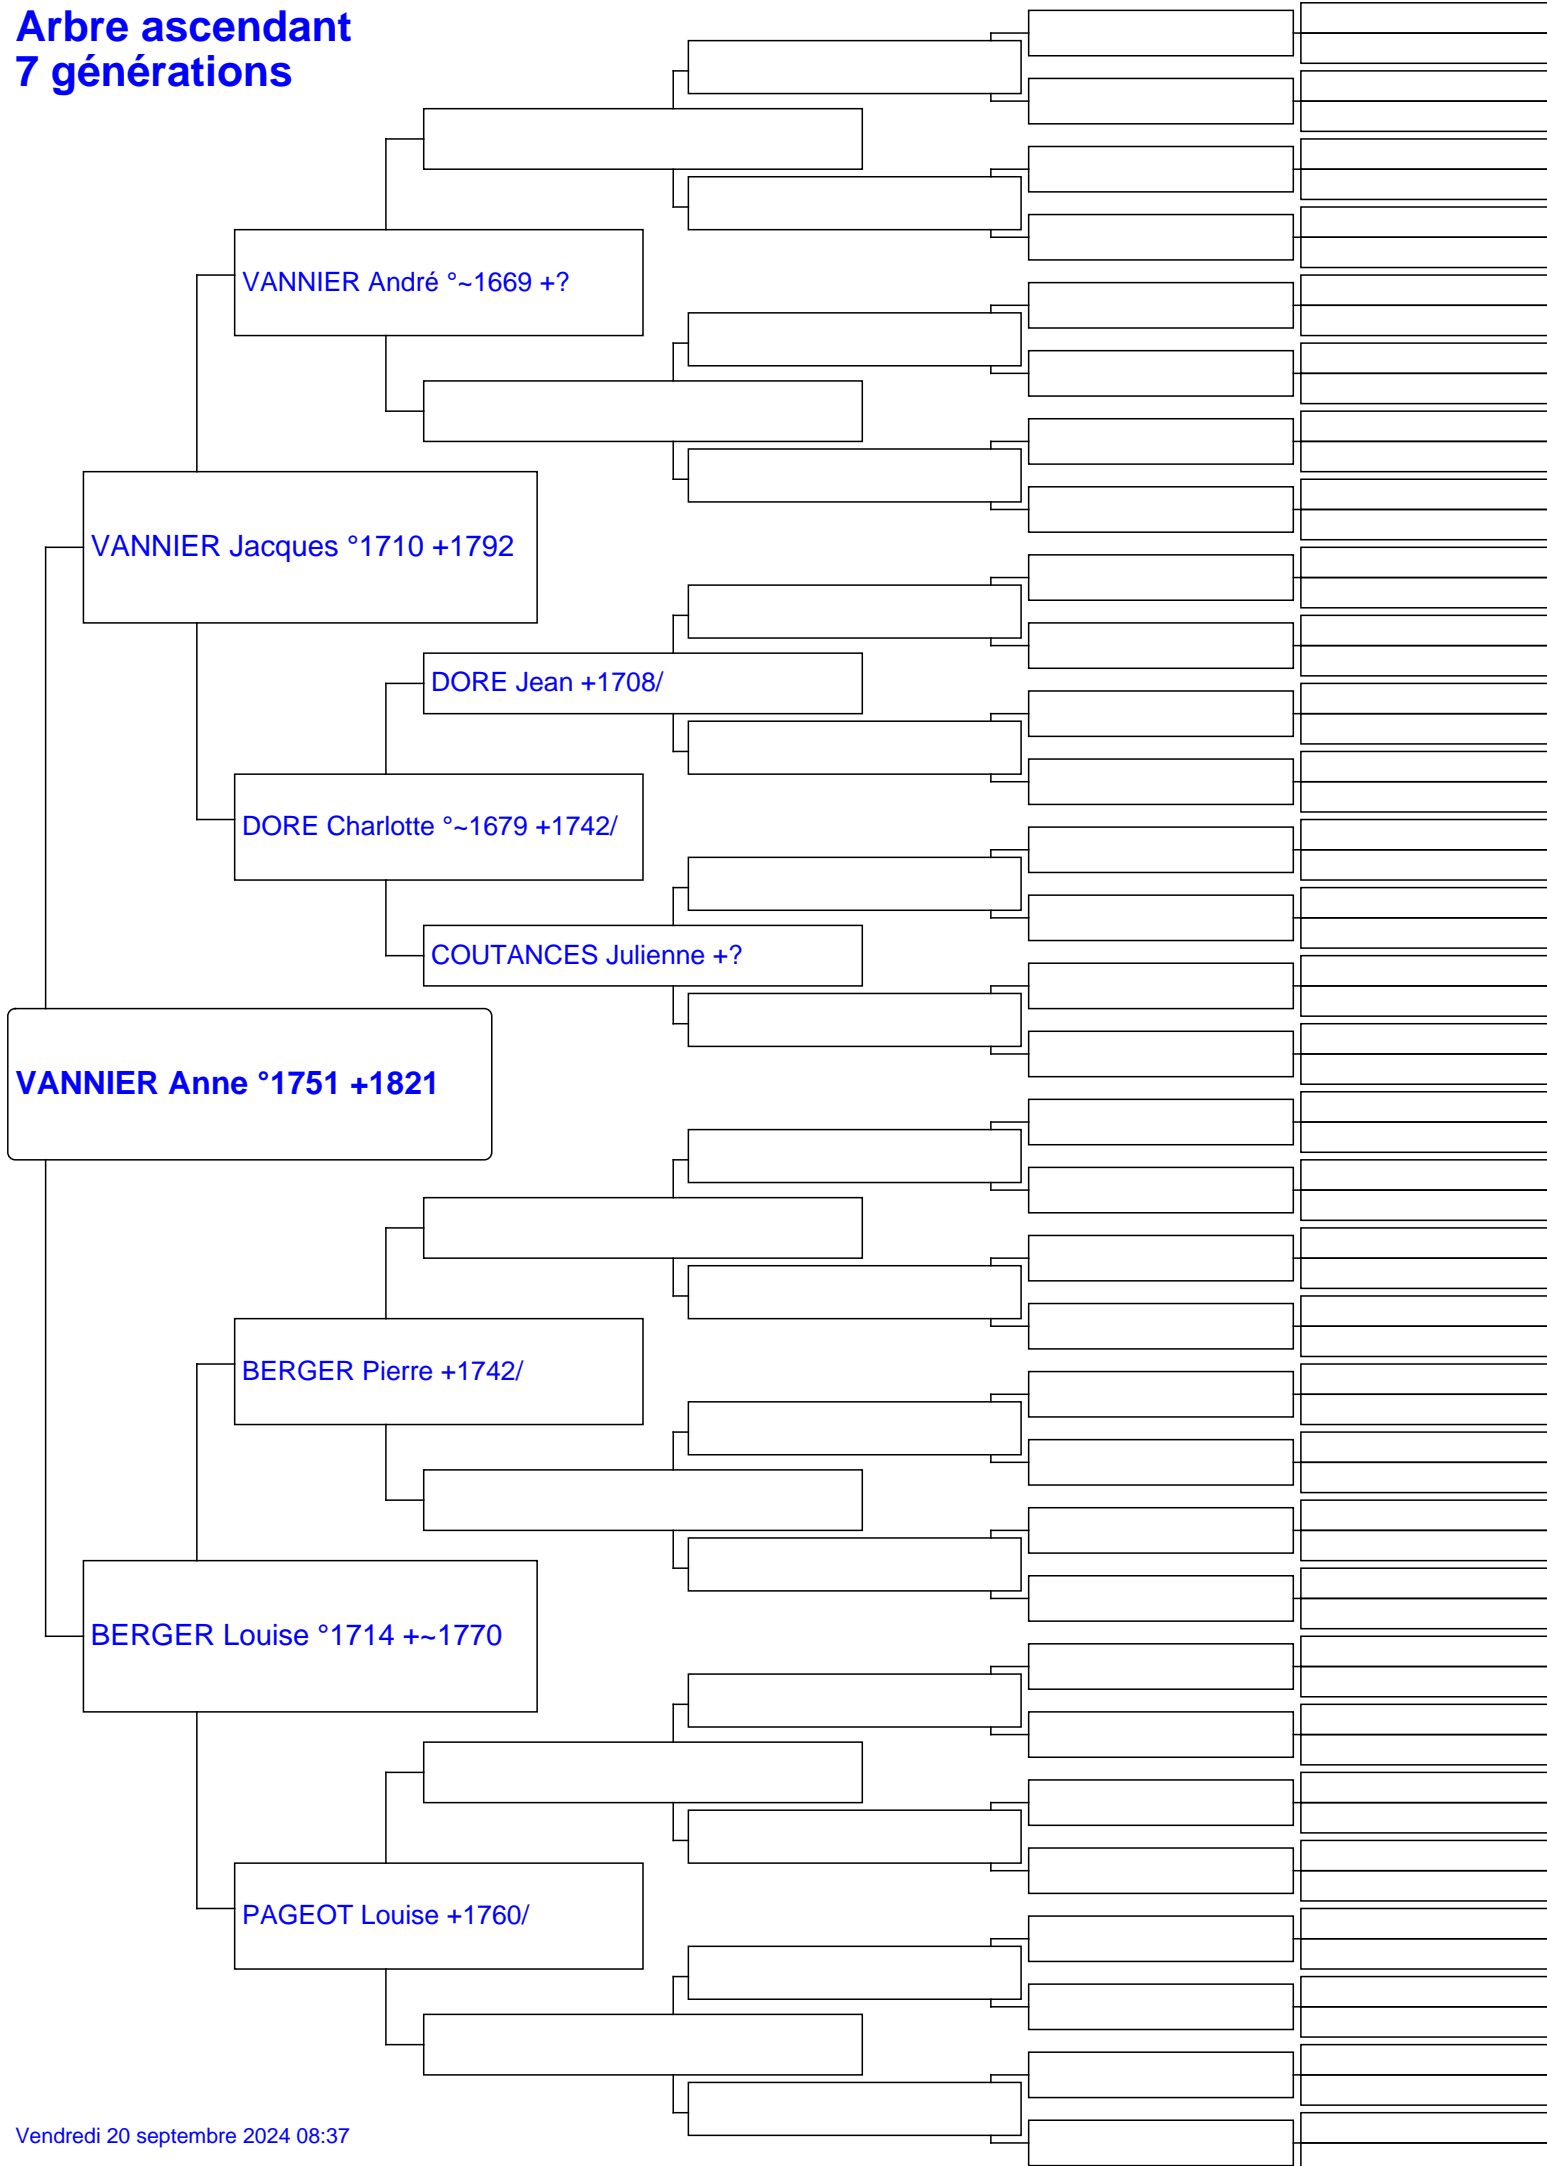 Arbre ascendant
7 générations
VANNIER André °~1669 +?
VANNIER Jacques °1710 +1792
DORE Jean +1708/
DORE Charlotte °~1679 +1742/
COUTANCES Julienne +?
VANNIER Anne °1751 +1821
BERGER Pierre +1742/
BERGER Louise °1714 +~1770
PAGEOT Louise +1760/
Vendredi 20 septembre 2024 08:37